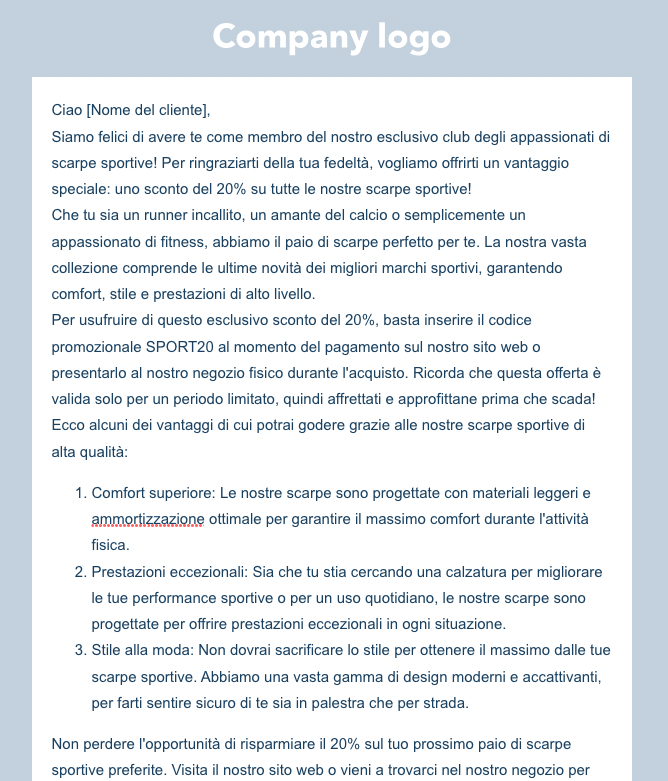 Company logo
Ciao [Nome del cliente],
Siamo felici di avere te come membro del nostro esclusivo club degli appassionati di
scarpe sportive! Per ringraziarti della tua fedeltà, vogliamo offrirti un vantaggio
speciale: uno sconto del 20% su tutte le nostre scarpe sportive!
Che tu sia un runner incallito, un amante del calcio o semplicemente un
appassionato di fitness, abbiamo il paio di scarpe perfetto per te. La nostra vasta
collezione comprende le ultime novità dei migliori marchi sportivi, garantendo
comfort, stile e prestazioni di alto livello.
Per usufruire di questo esclusivo sconto del 20%, basta inserire il codice
promozionale SPORT20 al momento del pagamento sul nostro sito web o
presentarlo al nostro negozio fisico durante l'acquisto. Ricorda che questa offerta è
valida solo per un periodo limitato, quindi affrettati e approfittane prima che scada!
Ecco alcuni dei vantaggi di cui potrai godere grazie alle nostre scarpe sportive di
alta qualità:
1. Comfort superiore: Le nostre scarpe sono progettate con materiali leggeri e
ammortizzazione ottimale per garantire il massimo comfort durante l'attività
fisica.
2. Prestazioni eccezionali: Sia che tu stia cercando una calzatura per migliorare
le tue performance sportive o per un uso quotidiano, le nostre scarpe sono
progettate per offrire prestazioni eccezionali in ogni situazione.
3. Stile alla moda: Non dovrai sacrificare lo stile per ottenere il massimo dalle tue
scarpe sportive. Abbiamo una vasta gamma di design moderni e accattivanti,
per farti sentire sicuro di te sia in palestra che per strada.
Non perdere l'opportunità di risparmiare il 20% sul tuo prossimo paio di scarpe
sportive preferite. Visita il nostro sito web o vieni a trovarci nel nostro negozio per